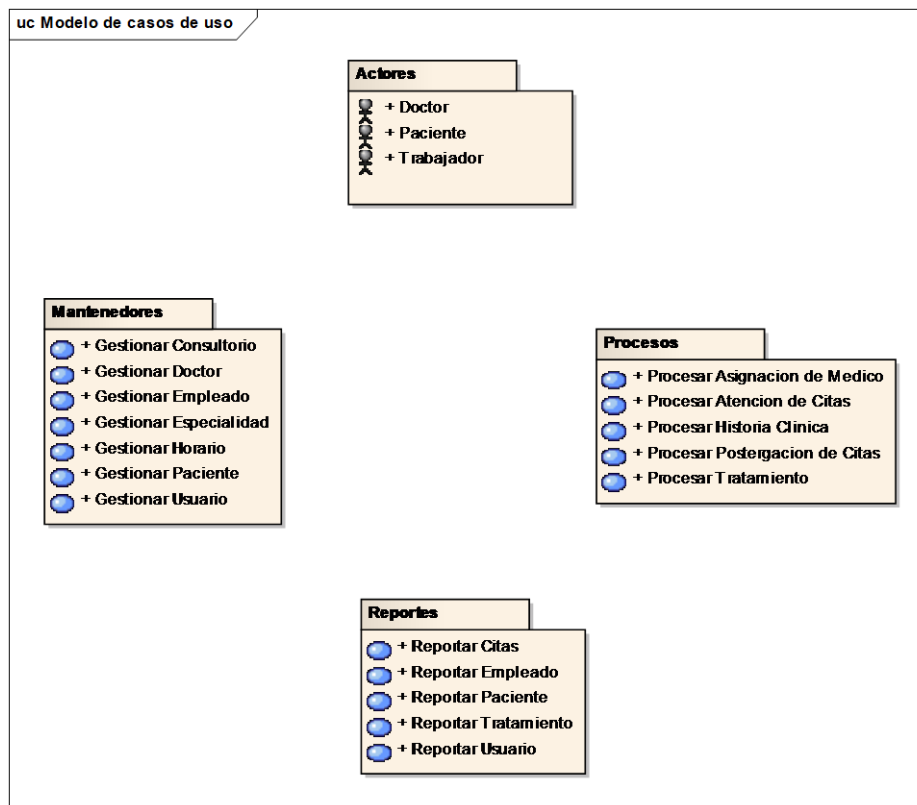 uc Modelo de casos de uso
Actores
+ Doctor
+ Paciente
+ Trabajador
Mantenedores
+ Gestionar Consultorio
+ Gestionar Doctor
+ Gestionar Empleado
+ Gestionar Especialidad
+ Gestionar Horario
+ Gestionar Paciente
+ Gestionar Usuario
Procesos
+ Procesar Asignacion de Medico
+ Procesar Atencion de Citas
+ Procesar Historia Clinica
+ Procesar Postergacion de Citas
+ Procesar Tratamiento
Reportes
+ Reportar Citas
+ Reportar Empleado
+ Reportar Paciente
+ Reportar Tratamiento
+ Reportar Usuario